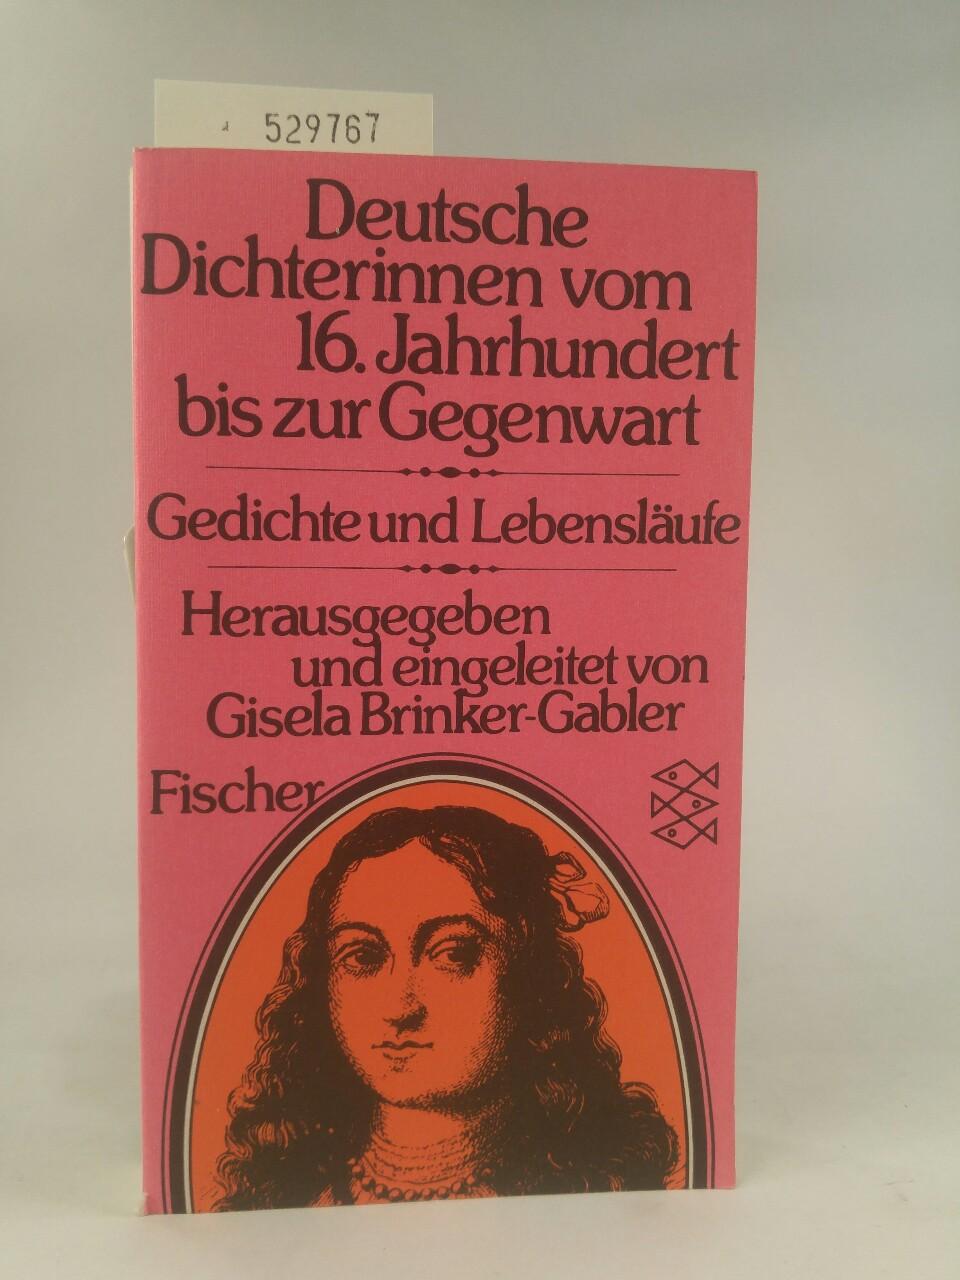 529767
Deutsche
Dichterinnen vom
16. Jahrhundert
bis zur Gegenwart
Gedichte und Lebensläufe
Herausgegeben
und eingeleitet von
Gisela Brinker-Gabler
Fischer